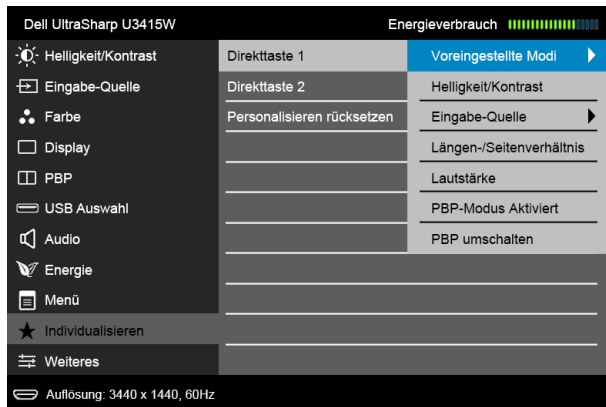 Dell UltraSharp U3415W
Energieverbrauch
Helligkeit/Kontrast
Direkttaste 1
Voreingestellte Modi
Eingabe-Quelle
Direkttaste 2
Helligkeit/Kontrast
Farbe
Personalisieren rücksetzen
Eingabe-Quelle
Display
Längen-/Seitenverhältnis
PBP
Lautstärke
USB Auswahl
PBP-Modus Aktiviert
Audio
PBP umschalten
Energie
Menü
Individualisieren
Weiteres
Auflösung: 3440 x 1440, 60Hz